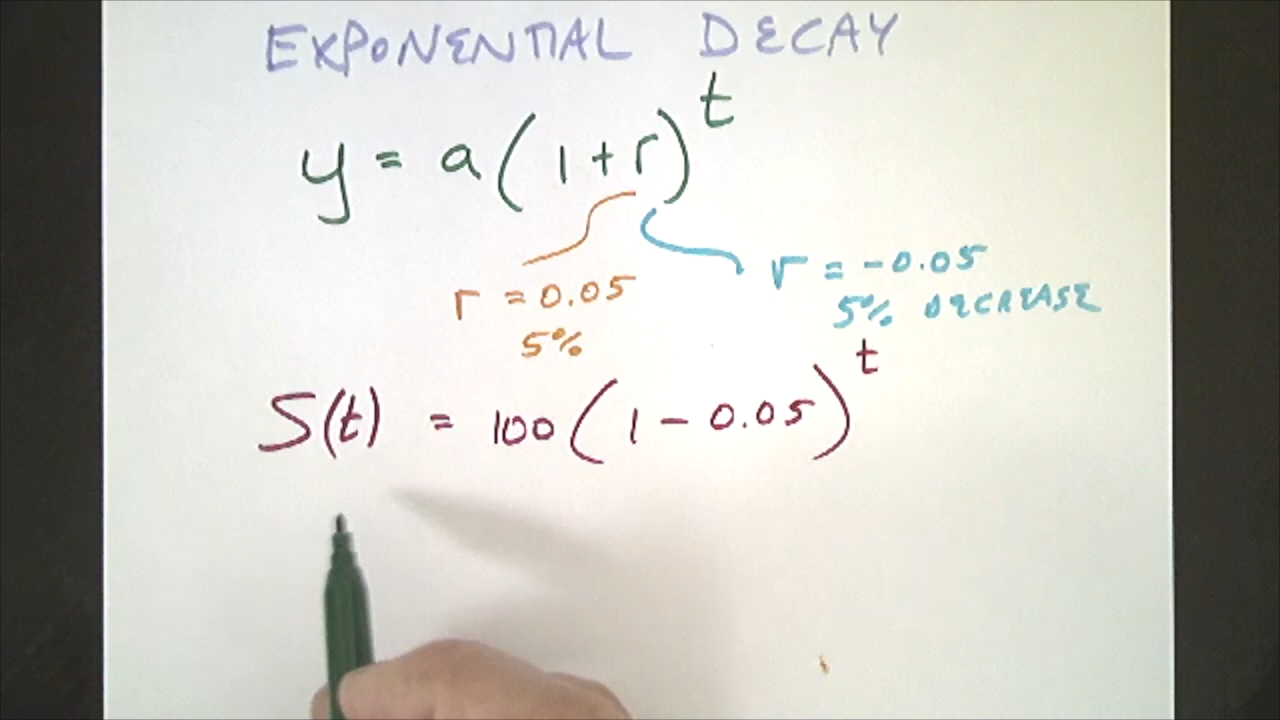 EXPONENTIAL DECAY
y = a(1+r)^t
r = 0.05
5%
r = -0.05
5% DECREASE
S(t) = 100(1 - 0.05)^t